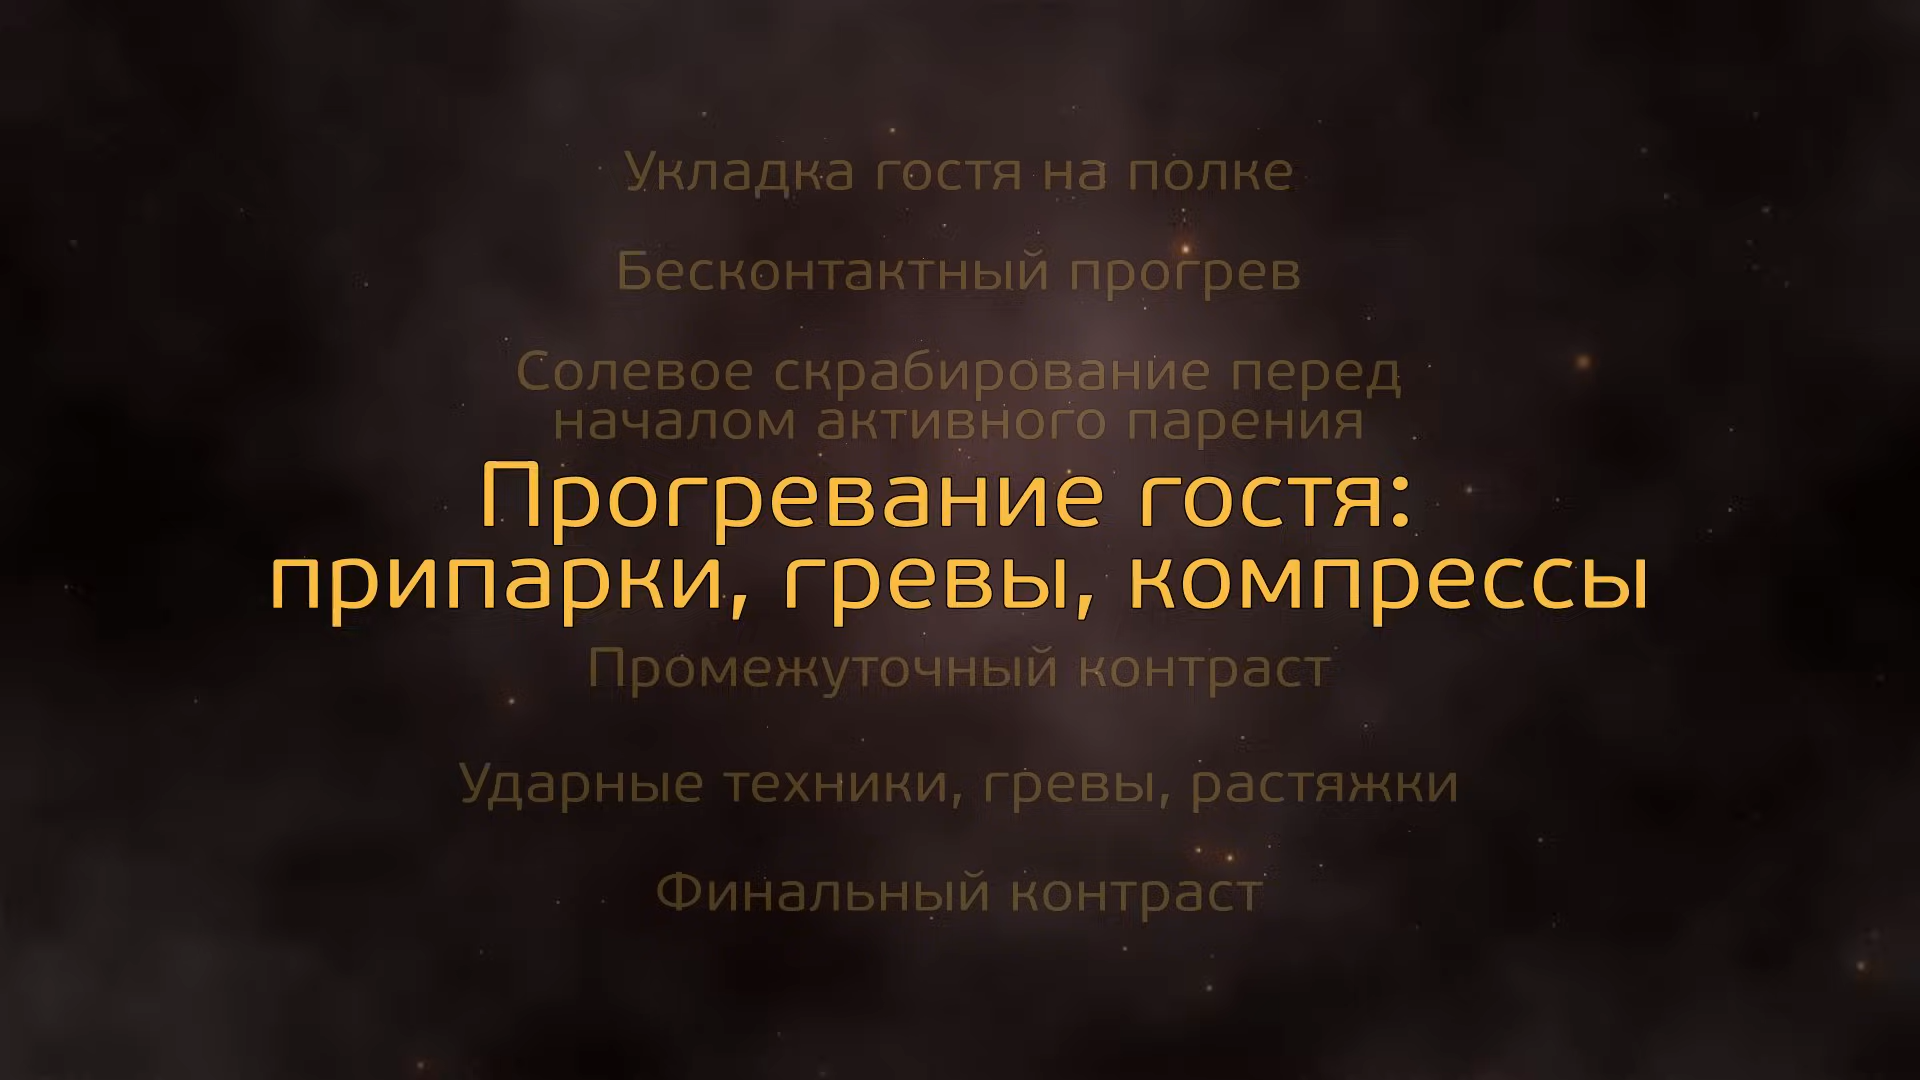 Укладка гостя на полке
Бесконтактный прогрев
Солевое скрабирование перед
началом активного парения
Прогревание гостя:
припарки, гревы, компрессы
Промежуточный контраст
Ударные техники, гревы, растяжки
Финальный контраст